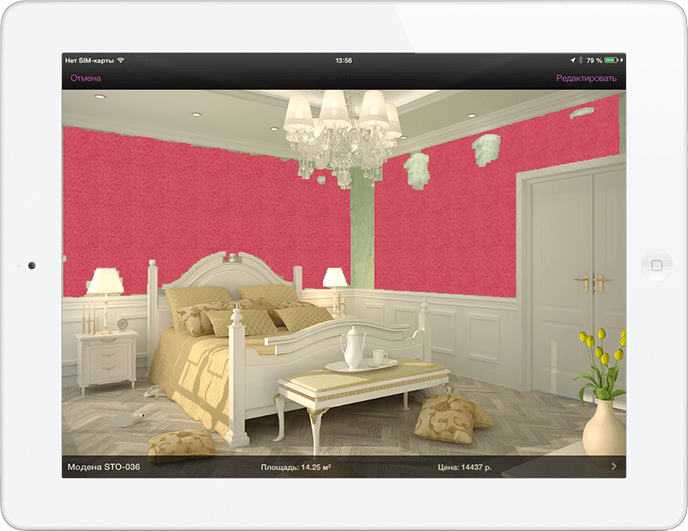 Нет SIM-карты 13:56 79 %
Отмена Редактировать
Модена STO-036 Площадь: 14.25 м² Цена: 14437 р.